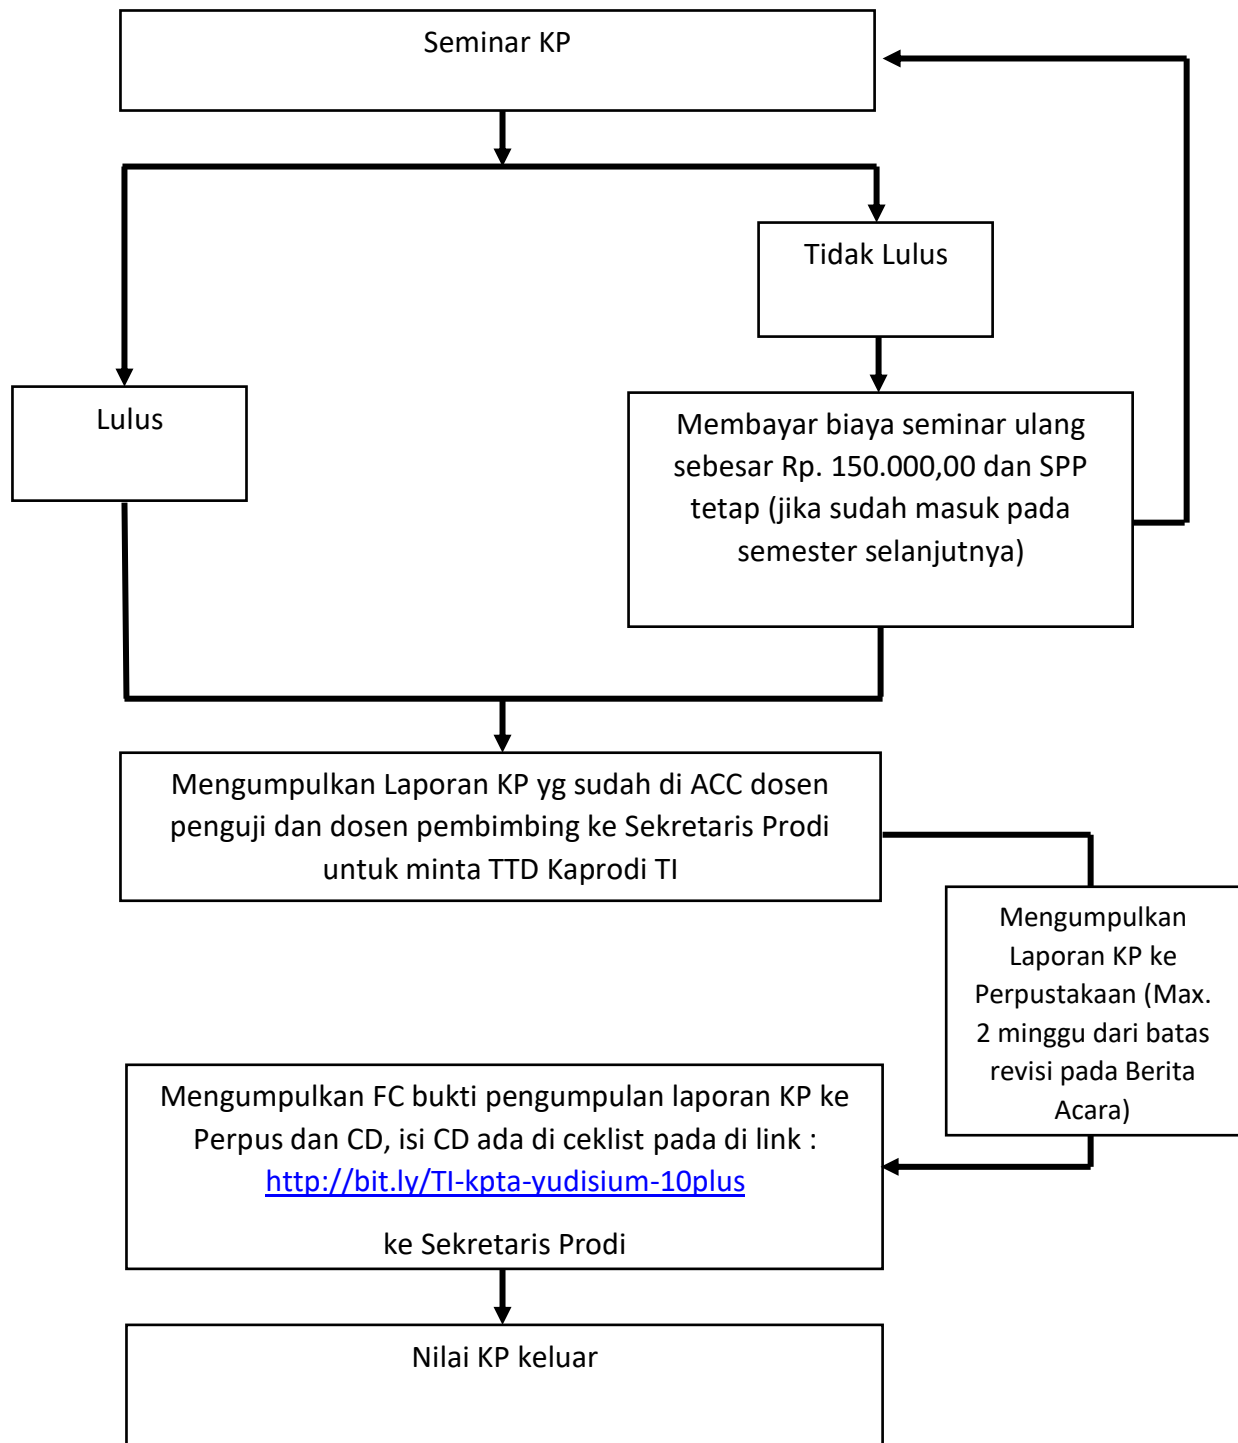 Seminar KP
Tidak Lulus
Lulus
Membayar biaya seminar ulang
sebesar Rp. 150.000,00 dan SPP
tetap (jika sudah masuk pada
semester selanjutnya)
Mengumpulkan Laporan KP yg sudah di ACC dosen
penguji dan dosen pembimbing ke Sekretaris Prodi
untuk minta TTD Kaprodi TI
Mengumpulkan
Laporan KP ke
Perpustakaan (Max.
2 minggu dari batas
revisi pada Berita
Acara)
Mengumpulkan FC bukti pengumpulan laporan KP ke
Perpus dan CD, isi CD ada di ceklist pada di link :
http://bit.ly/TI-kpta-yudisium-10plus
ke Sekretaris Prodi
Nilai KP keluar